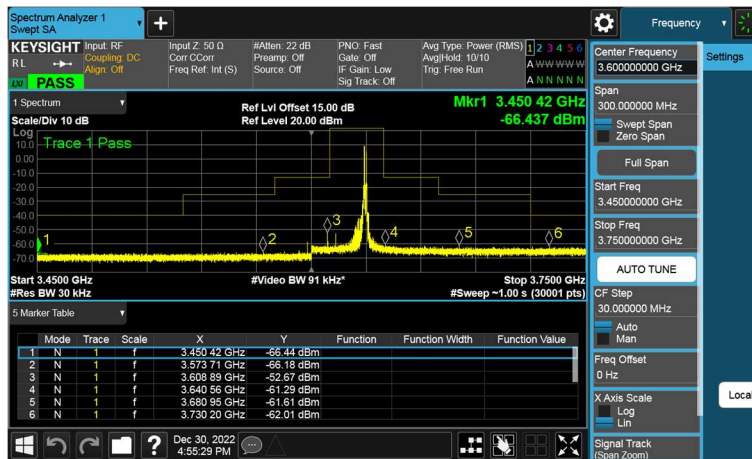 Spectrum Analyzer 1
Swept SA
+
Frequency
KEYSIGHT
Input: RF
Coupling: DC
Align: Off
Input Z: 50 Ω
Corr CCorr
Freq Ref: Int (S)
#Atten: 22 dB
Preamp: Off
Source: Off
PNO: Fast
Gate: Off
IF Gain: Low
Sig Track: Off
Avg Type: Power (RMS)
Avg|Hold: 10/10
Trig: Free Run
1 2 3 4 5 6
A W W W W W
A N N N N N
R L
LXI
PASS
1 Spectrum
Scale/Div 10 dB
Ref Lvl Offset 15.00 dB
Ref Level 20.00 dBm
Mkr1 3.450 42 GHz
-66.437 dBm
Log
Trace 1 Pass
10.0
0.00
-10.0
-20.0
-30.0
-40.0
-50.0
-60.0
-70.0
1
2
3
4
5
6
Start 3.4500 GHz
#Video BW 91 kHz*
Stop 3.7500 GHz
#Res BW 30 kHz
#Sweep ~1.00 s (30001 pts)
5 Marker Table
Mode Trace Scale X Y Function Function Width Function Value
1 N 1 f 3.450 42 GHz -66.44 dBm
2 N 1 f 3.573 71 GHz -66.18 dBm
3 N 1 f 3.608 89 GHz -52.67 dBm
4 N 1 f 3.640 56 GHz -61.29 dBm
5 N 1 f 3.680 95 GHz -61.61 dBm
6 N 1 f 3.730 20 GHz -62.01 dBm
?
Dec 30, 2022
4:55:29 PM
Center Frequency
3.600000000 GHz
Settings
Span
300.000000 MHz
Swept Span
Zero Span
Full Span
Start Freq
3.450000000 GHz
Stop Freq
3.750000000 GHz
AUTO TUNE
CF Step
30.000000 MHz
Auto
Man
Freq Offset
0 Hz
X Axis Scale
Log
Lin
Local
Signal Track
(Span Zoom)